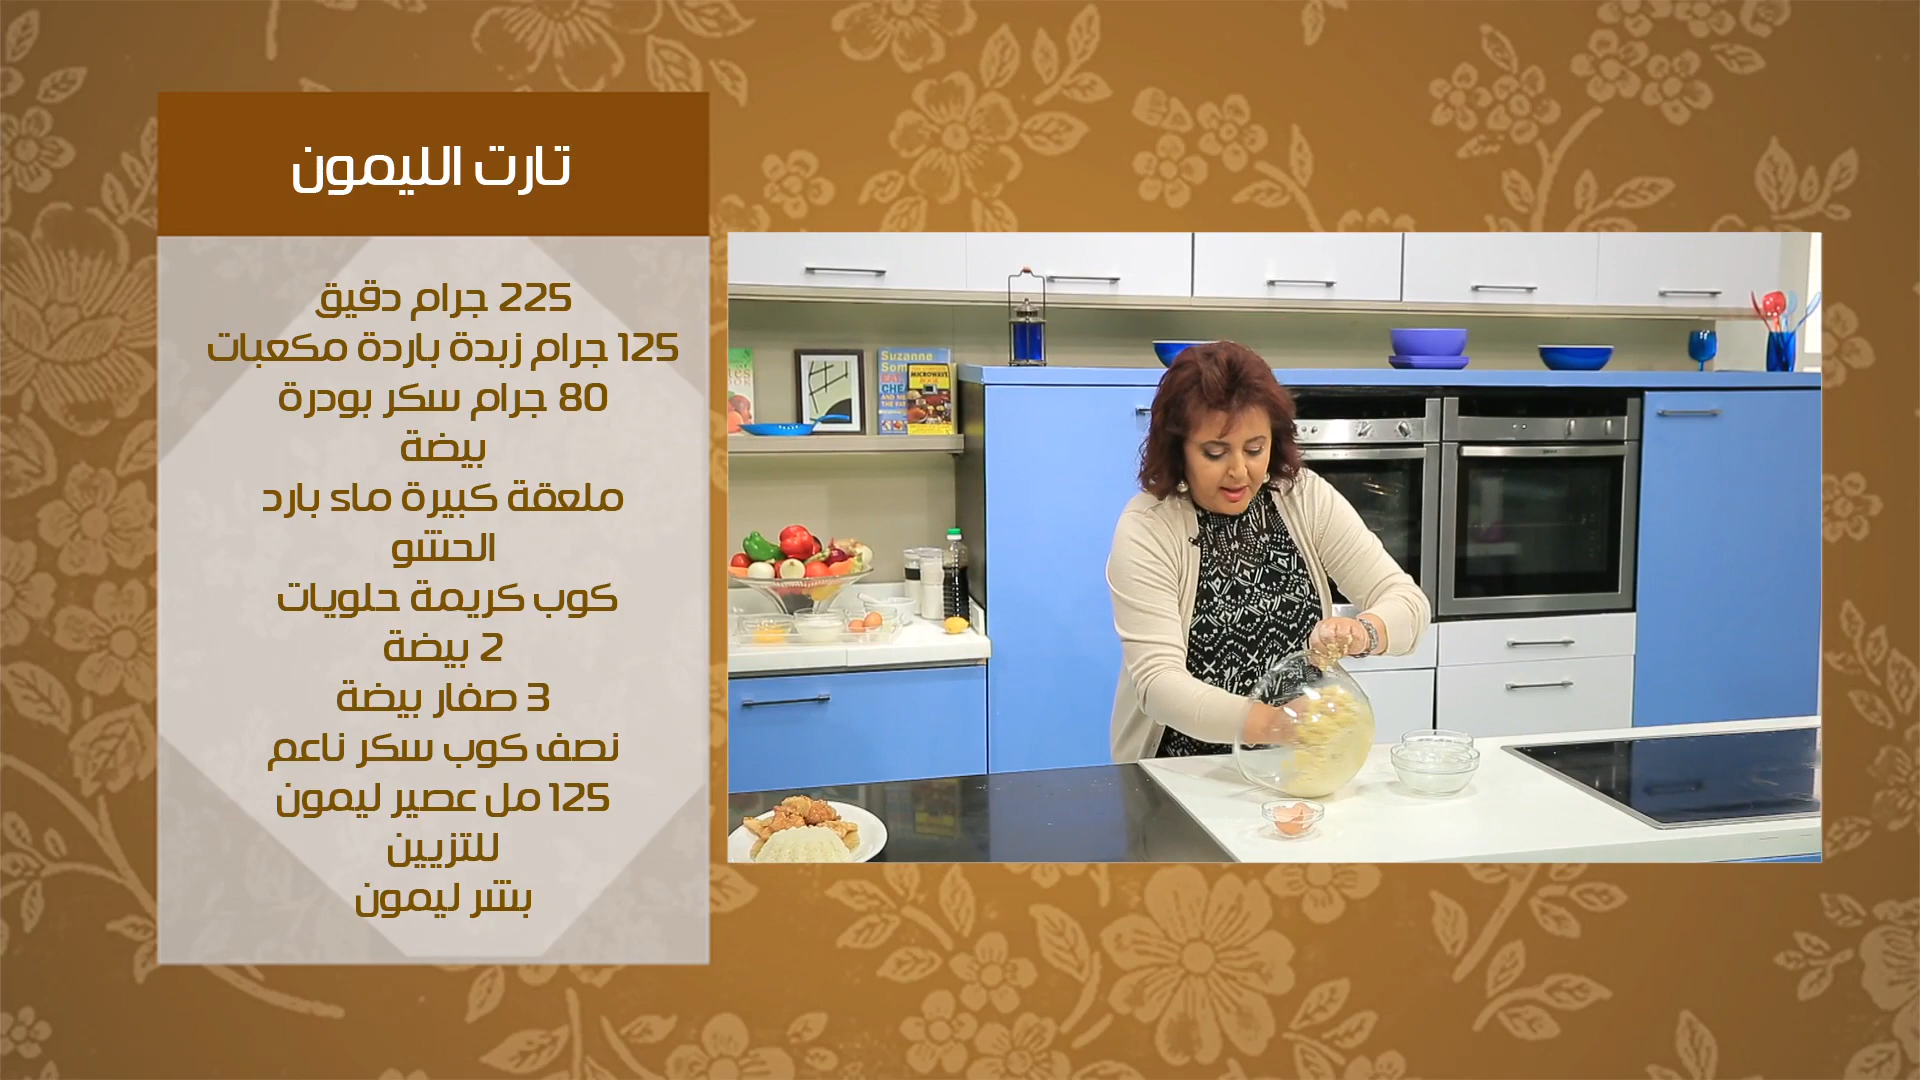 تارت الليمون
225 جرام دقيق
125 جرام زبدة باردة مكعبات
80 جرام سكر بودرة
بيضة
ملعقة كبيرة ماء بارد
الحشو
كوب كريمة حلويات
2 بيضة
3 صفار بيضة
نصف كوب سكر ناعم
125 مل عصير ليمون
للتزيين
بشر ليمون
Suzanne
MICROWAVE